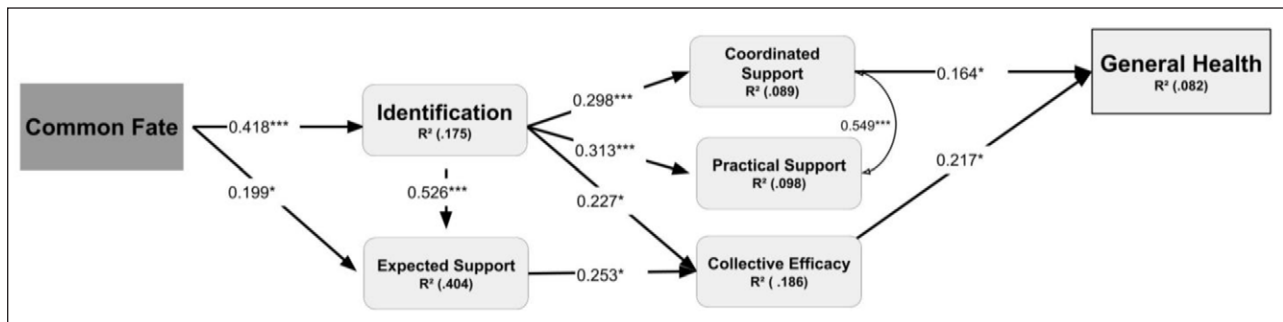 Common Fate
0.418***
0.199*
Identification
R² (.175)
0.526***
Expected Support
R² (.404)
0.298***
0.313***
0.227*
0.253*
Coordinated
Support
R² (.089)
0.549***
Practical Support
R² (.098)
Collective Efficacy
R² ( .186)
0.164*
0.217*
General Health
R² (.082)